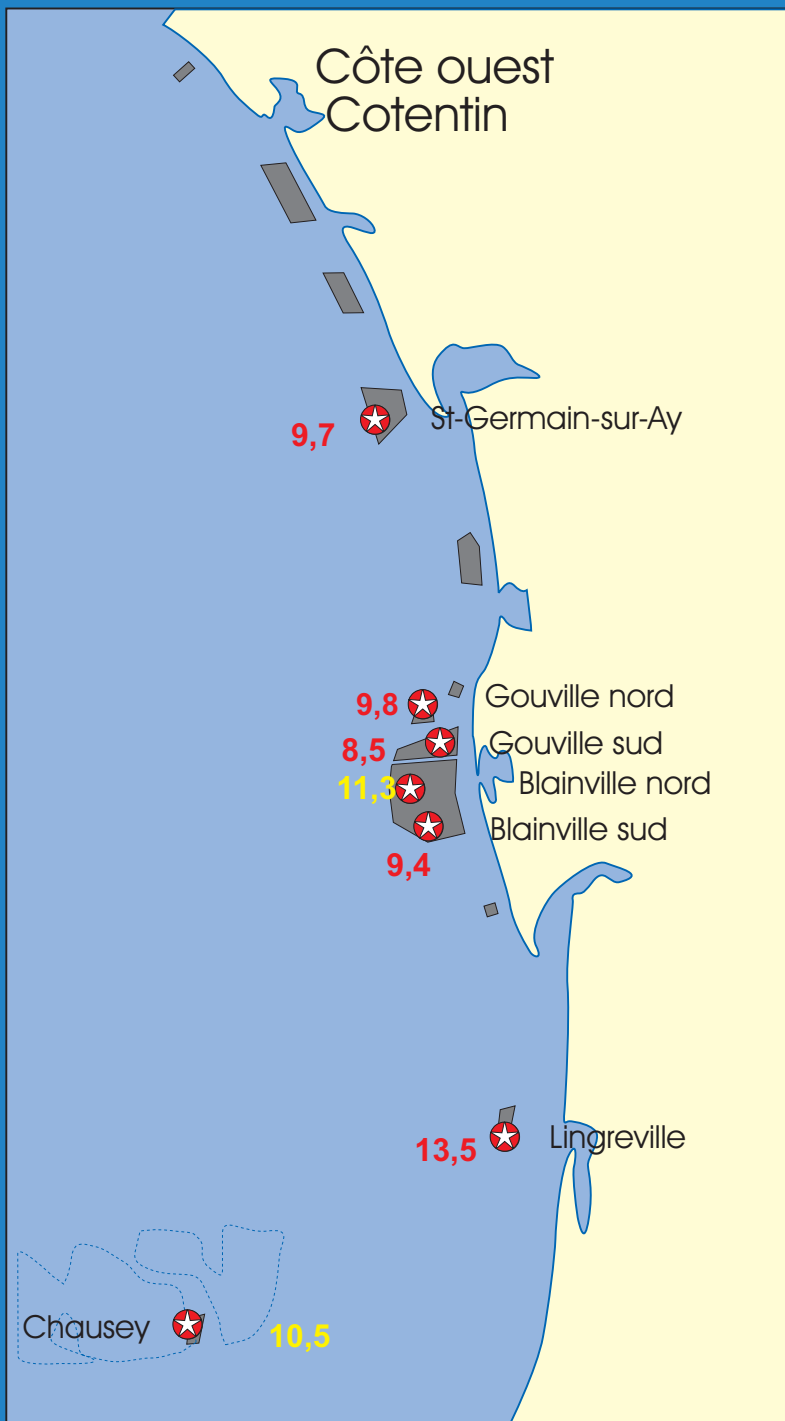 Côte ouest
Cotentin
St-Germain-sur-Ay
9,7
Gouville nord
9,8
Gouville sud
8,5
11,3
Blainville nord
Blainville sud
9,4
Lingreville
13,5
Chausey
10,5